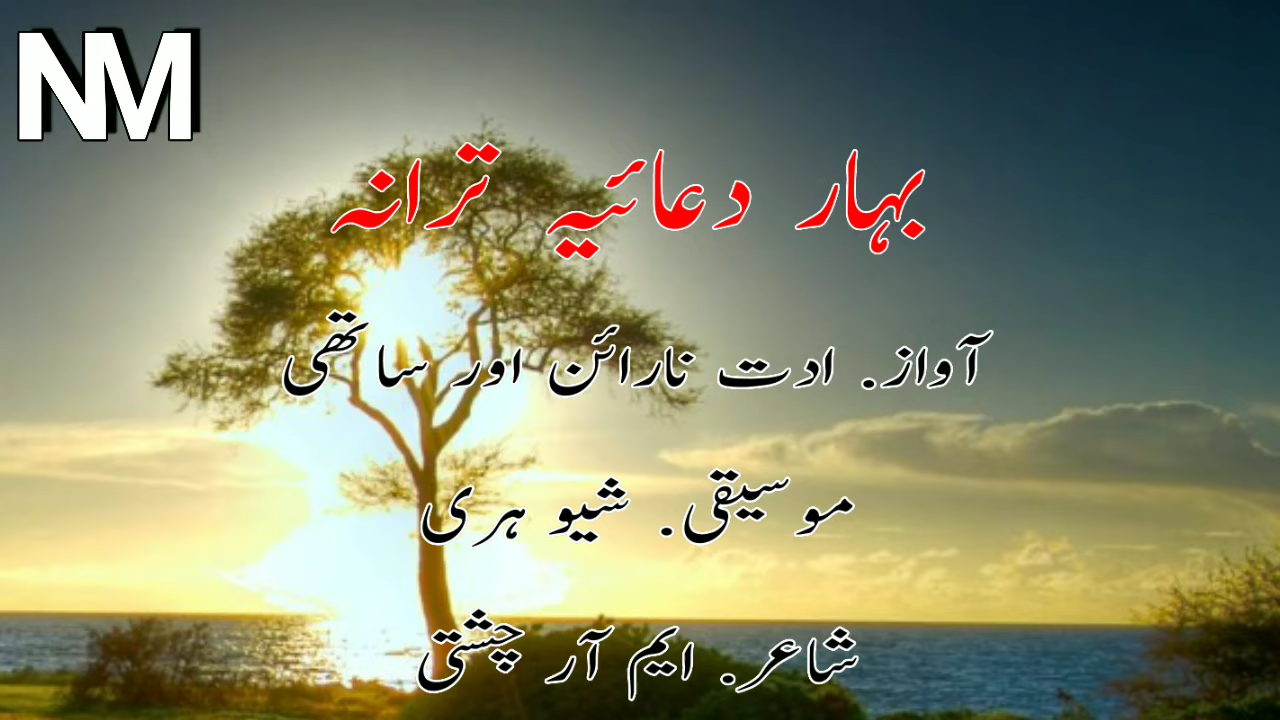 NM
بہار دعائیہ ترانہ
آواز. ادت نارائن اور ساتھی
موسیقی. شیو ہری
شاعر. ایم آر چشتی